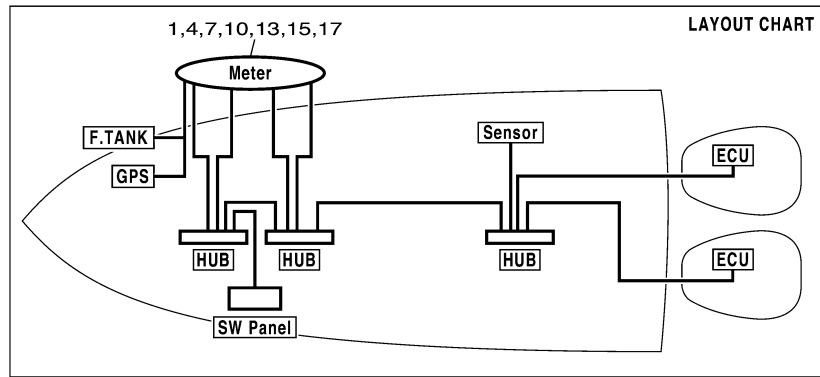 LAYOUT CHART
1,4,7,10,13,15,17
Meter
F.TANK
GPS
Sensor
ECU
HUB
HUB
HUB
ECU
SW Panel